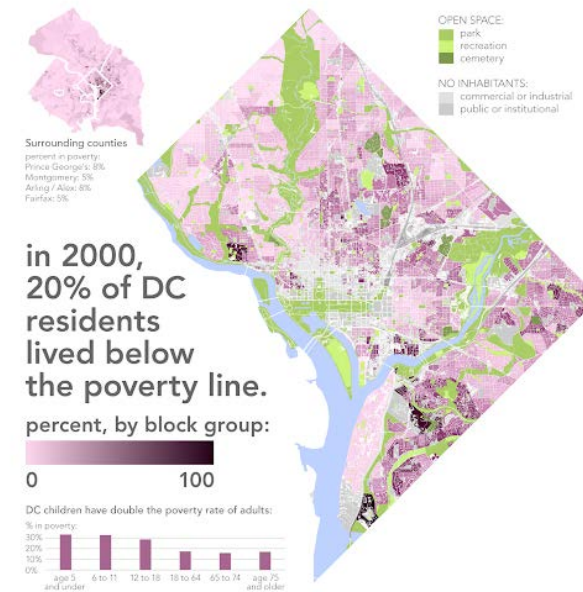 OPEN SPACE:
park
recreation
cemetery
NO INHABITANTS:
commercial or industrial
public or institutional
Surrounding counties
percent in poverty:
Prince George's: 8%
Montgomery: 5%
Arling / Alex: 8%
Fairfax: 5%
in 2000,
20% of DC
residents
lived below
the poverty line.
percent, by block group:
0 100
DC children have double the poverty rate of adults:
% in poverty:
30%
20%
10%
0%
age 5 6 to 11 12 to 18 18 to 64 65 to 74 age 75
and under and older